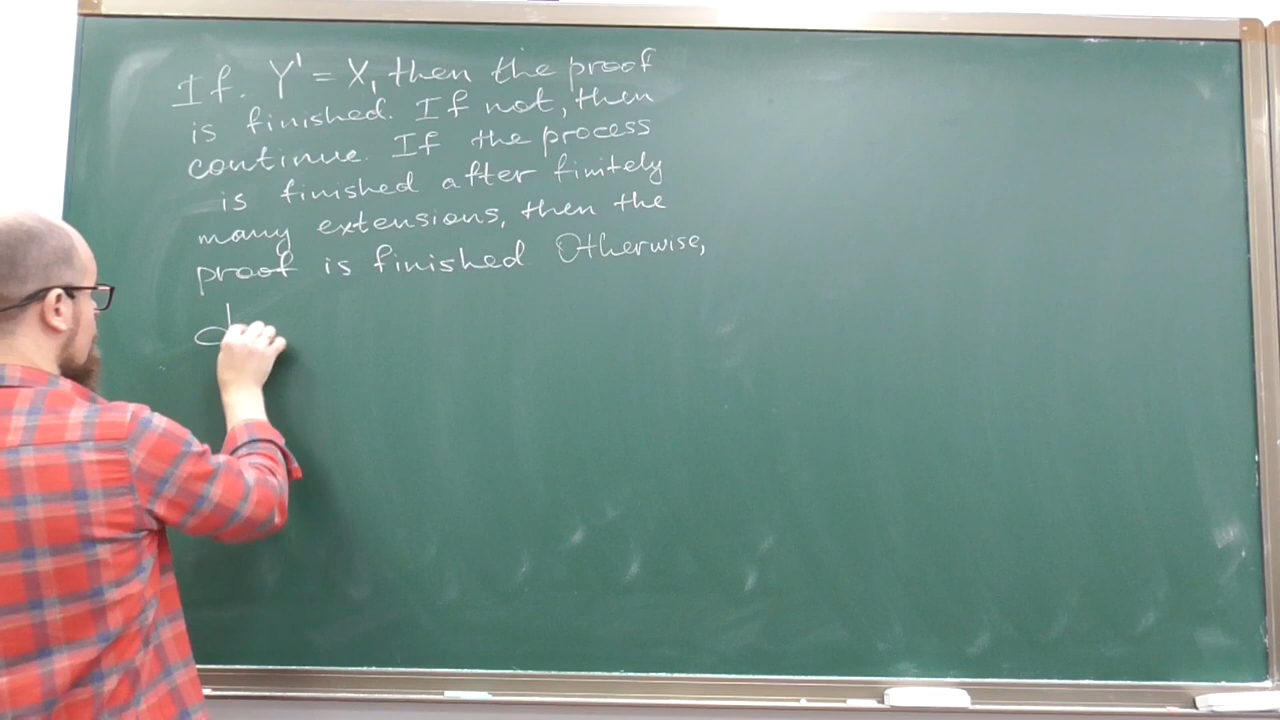 If. Y' = X, then the proof
is finished. If not, then
continue. If the process
is finished after finitely
many extensions, then the
proof is finished Otherwise,
d